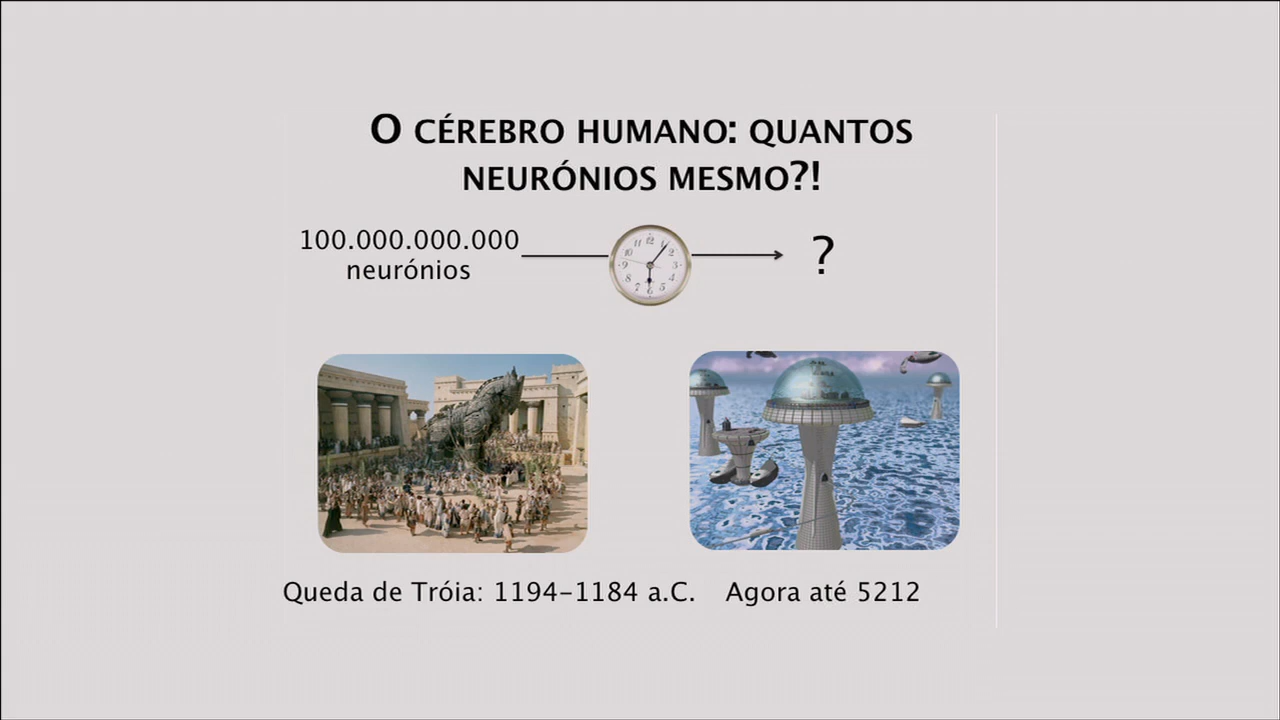 O CÉREBRO HUMANO: QUANTOS
NEURÓNIOS MESMO?!
100.000.000.000
neurónios
?
Queda de Tróia: 1194-1184 a.C.
Agora até 5212